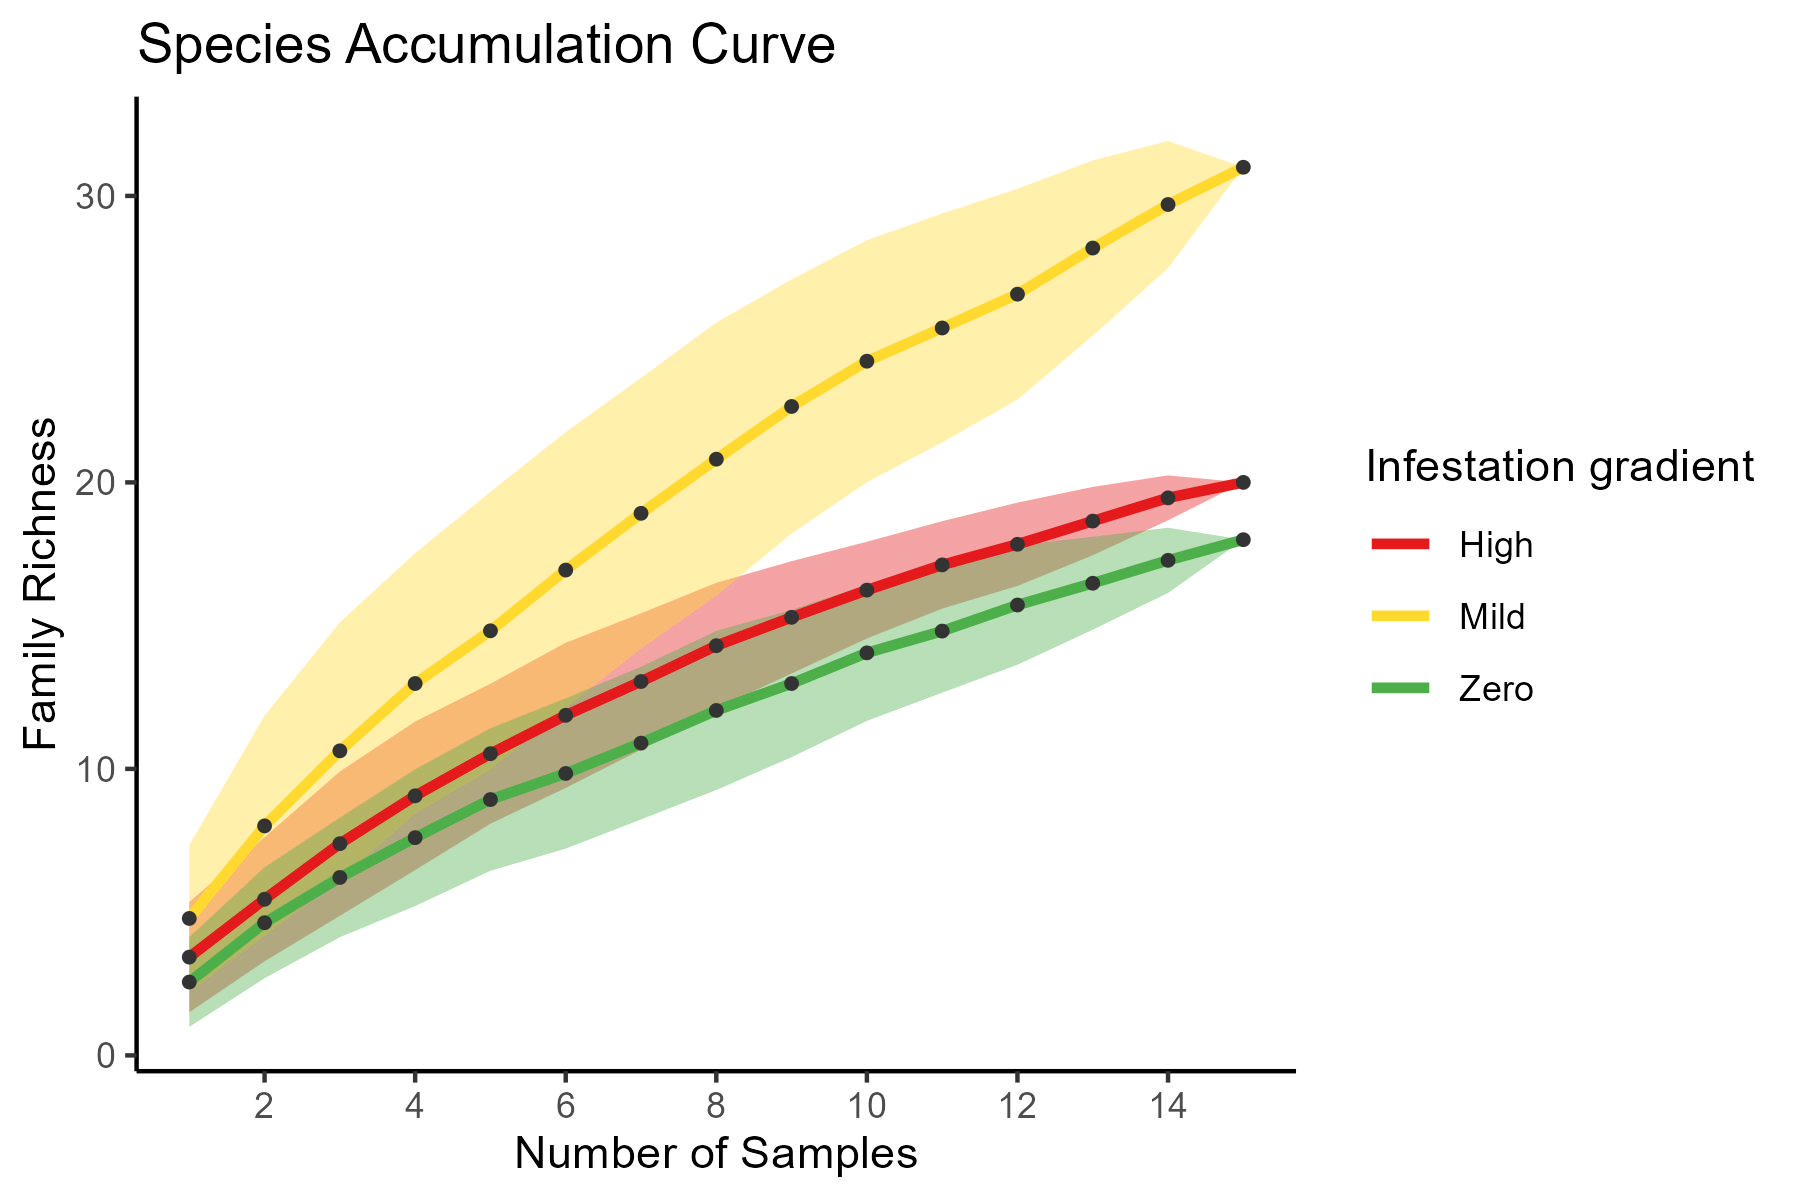 Species Accumulation Curve
30
20
10
0
Family Richness
2 4 6 8 10 12 14
Number of Samples
Infestation gradient
High
Mild
Zero